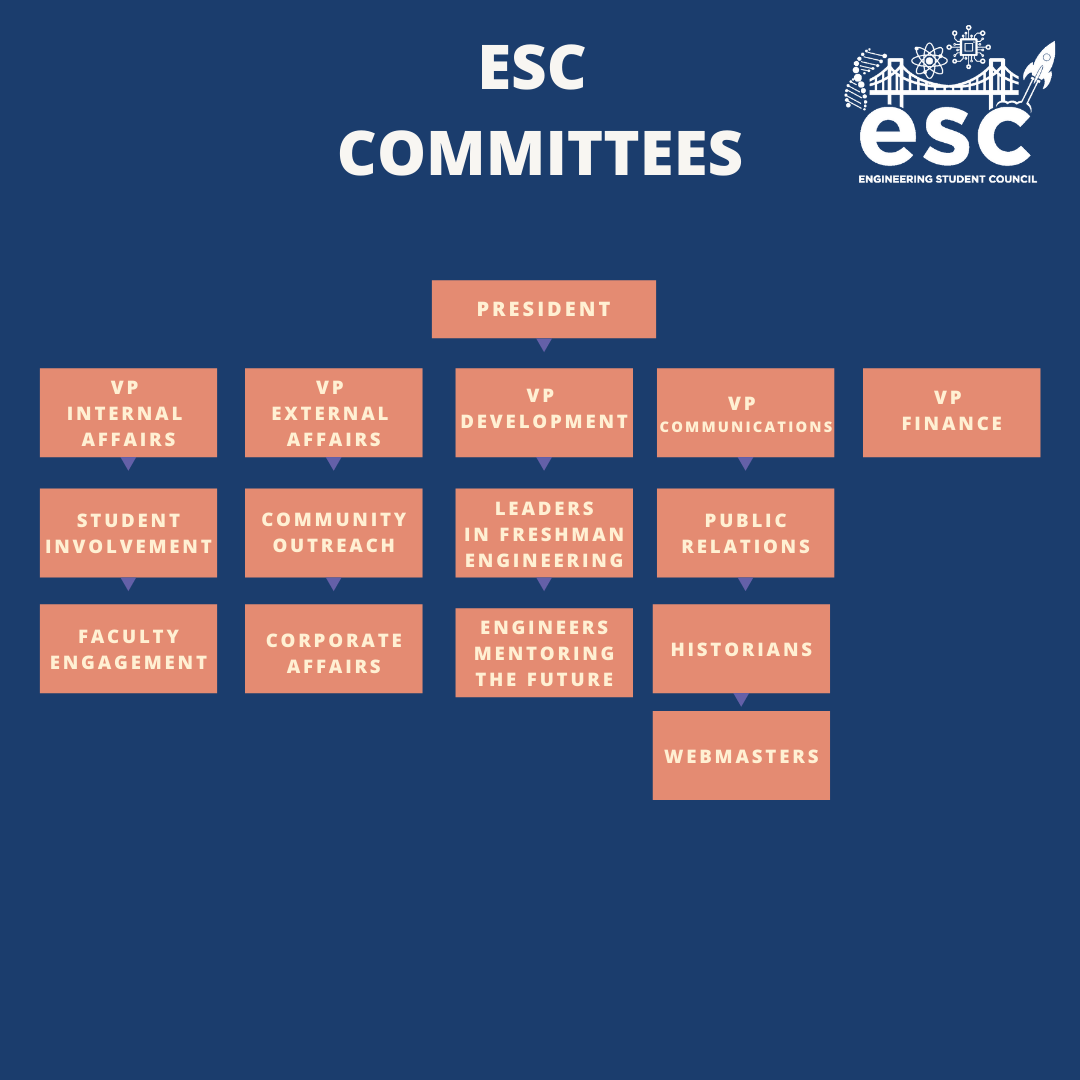 ESC
COMMITTEES
esc
ENGINEERING STUDENT COUNCIL
PRESIDENT
VP
INTERNAL
AFFAIRS
VP
EXTERNAL
AFFAIRS
VP
DEVELOPMENT
VP
COMMUNICATIONS
VP
FINANCE
STUDENT
INVOLVEMENT
COMMUNITY
OUTREACH
LEADERS
IN FRESHMAN
ENGINEERING
PUBLIC
RELATIONS
FACULTY
ENGAGEMENT
CORPORATE
AFFAIRS
ENGINEERS
MENTORING
THE FUTURE
HISTORIANS
WEBMASTERS